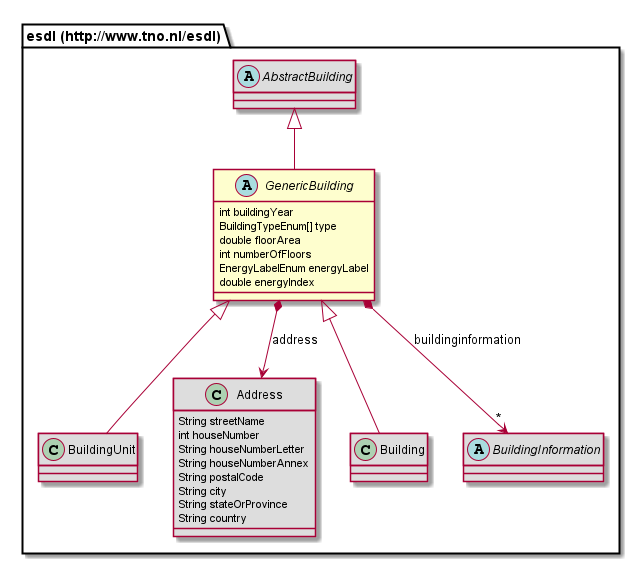 esdl (http://www.tno.nl/esdl)
A AbstractBuilding
A GenericBuilding
int buildingYear
BuildingTypeEnum[] type
double floorArea
int numberOfFloors
EnergyLabelEnum energyLabel
double energyIndex
address
buildinginformation
*
C BuildingUnit
C Address
String streetName
int houseNumber
String houseNumberLetter
String houseNumberAnnex
String postalCode
String city
String stateOrProvince
String country
C Building
A BuildingInformation